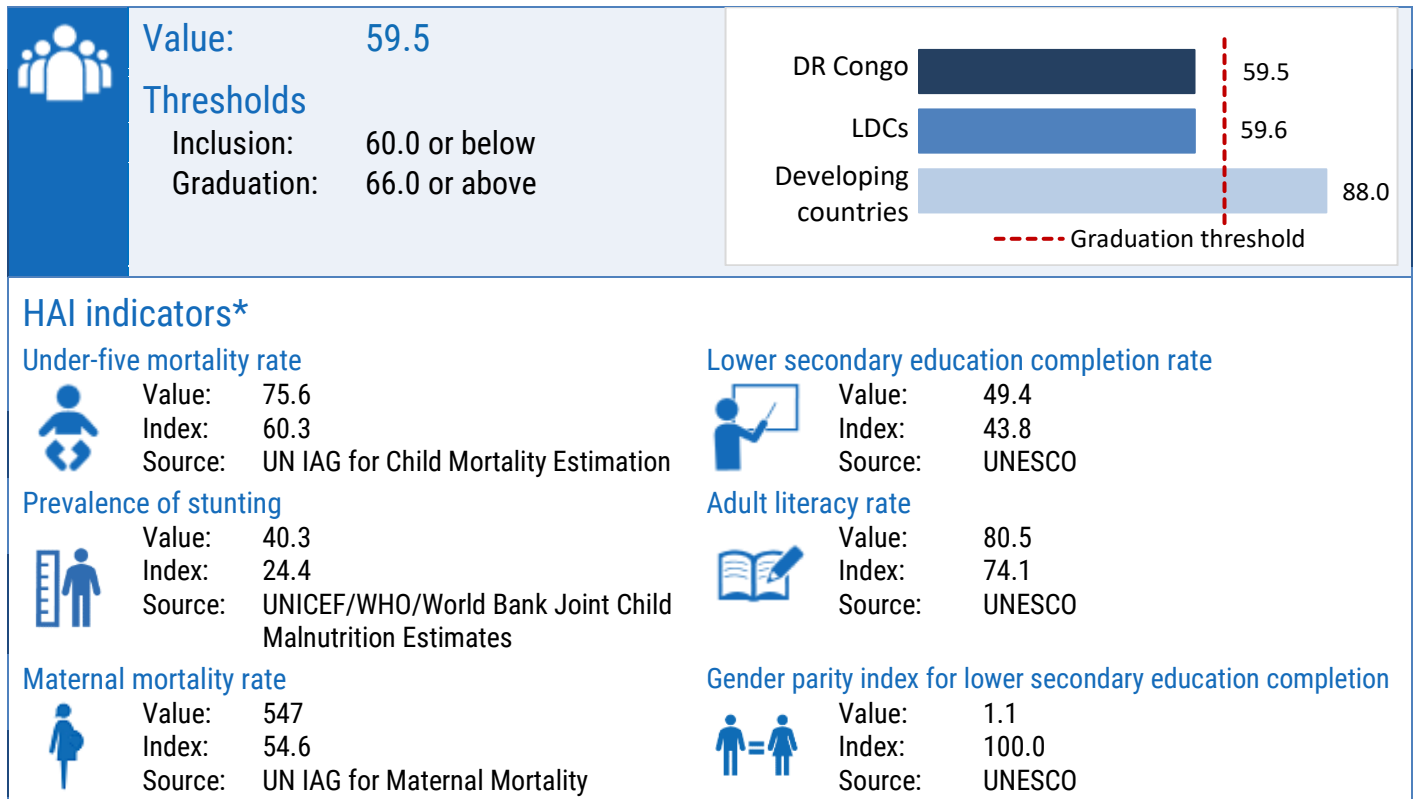 Value: 59.5
Thresholds
Inclusion: 60.0 or below
Graduation: 66.0 or above
DR Congo 59.5
LDCs 59.6
Developing
countries 88.0
Graduation threshold
HAI indicators*
Under-five mortality rate
Value: 75.6
Index: 60.3
Source: UN IAG for Child Mortality Estimation
Prevalence of stunting
Value: 40.3
Index: 24.4
Source: UNICEF/WHO/World Bank Joint Child
Malnutrition Estimates
Maternal mortality rate
Value: 547
Index: 54.6
Source: UN IAG for Maternal Mortality
Lower secondary education completion rate
Value: 49.4
Index: 43.8
Source: UNESCO
Adult literacy rate
Value: 80.5
Index: 74.1
Source: UNESCO
Gender parity index for lower secondary education completion
Value: 1.1
Index: 100.0
Source: UNESCO